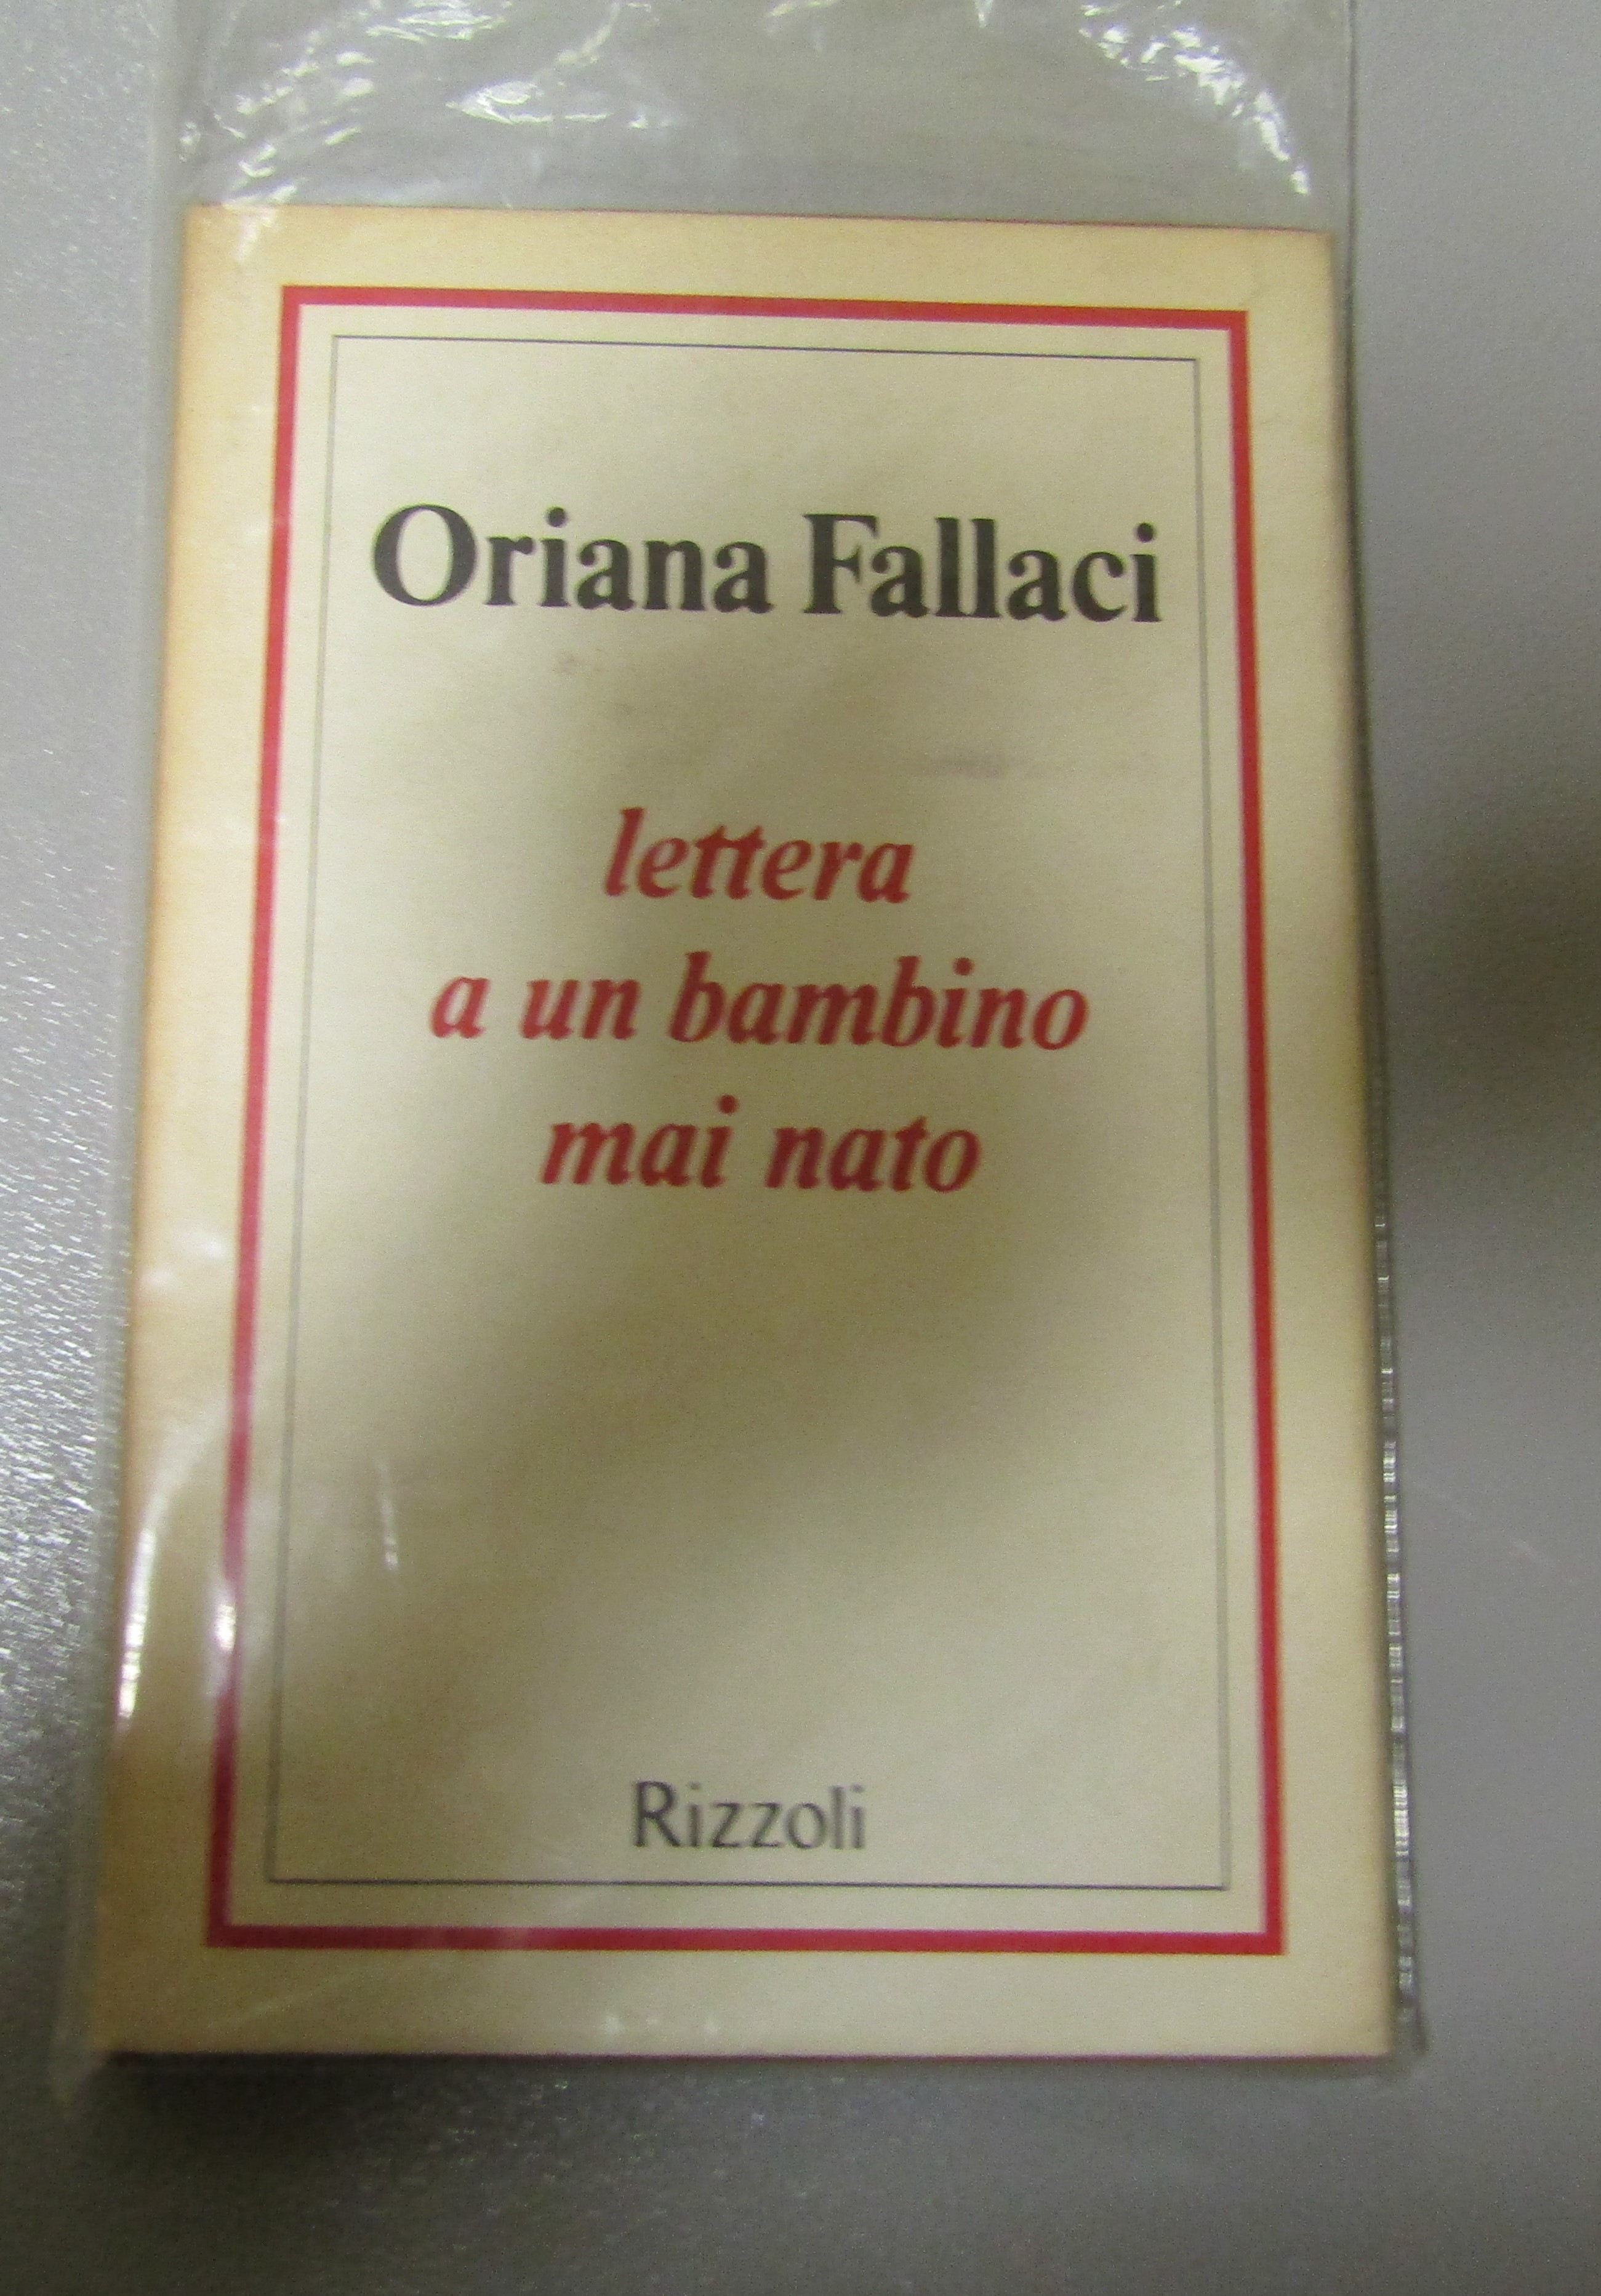 Oriana Fallaci
lettera
a un bambino
mai nato
Rizzoli